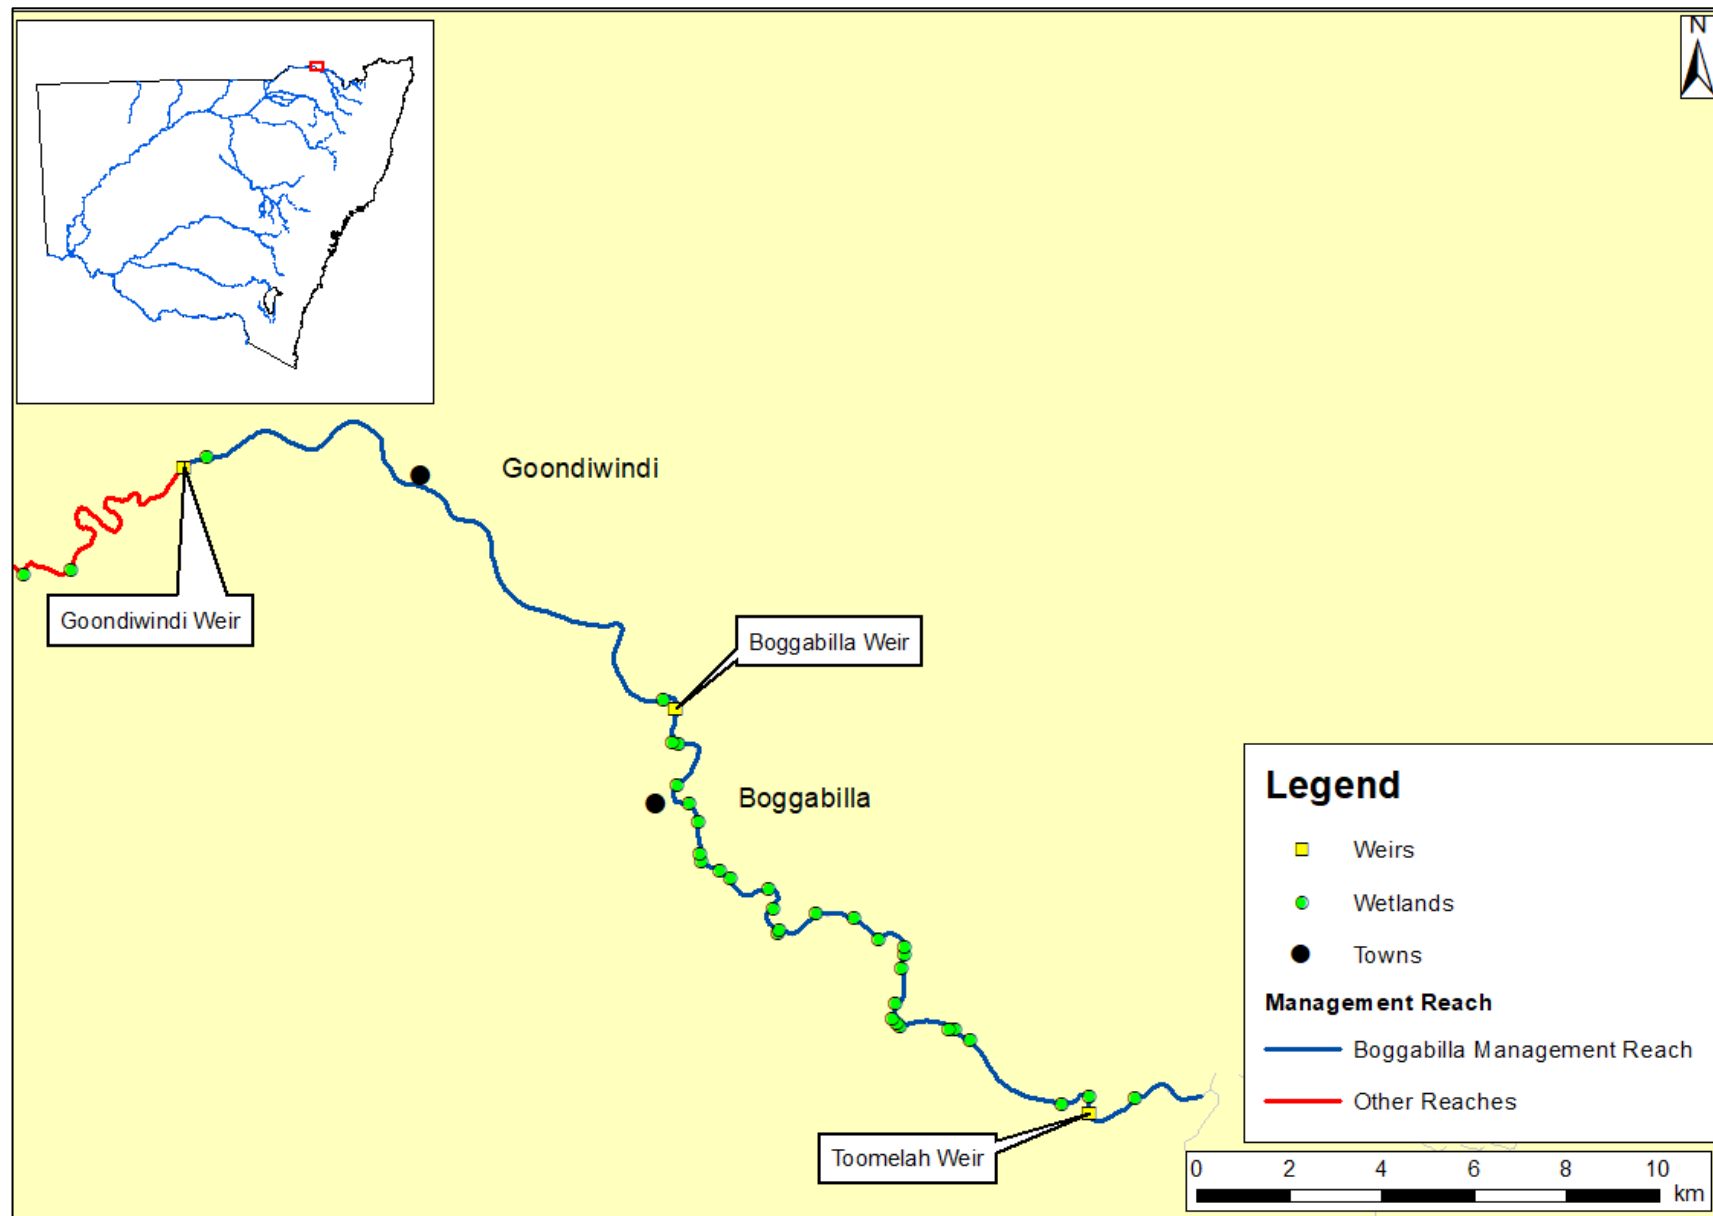 N
Goondiwindi
Goondiwindi Weir
Boggabilla Weir
Boggabilla
Toomelah Weir
Legend
Weirs
Wetlands
Towns
Management Reach
Boggabilla Management Reach
Other Reaches
0 2 4 6 8 10
km